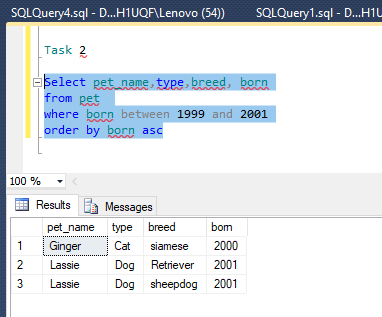 SQLQuery4.sql - D...H1UQF\Lenovo (54)) SQLQuery1.sql - D...H1UQF
Task 2
Select pet_name,type,breed, born
from pet
where born between 1999 and 2001
order by born asc
100 %
Results Messages
pet_name type breed born
1 Ginger Cat siamese 2000
2 Lassie Dog Retriever 2001
3 Lassie Dog sheepdog 2001